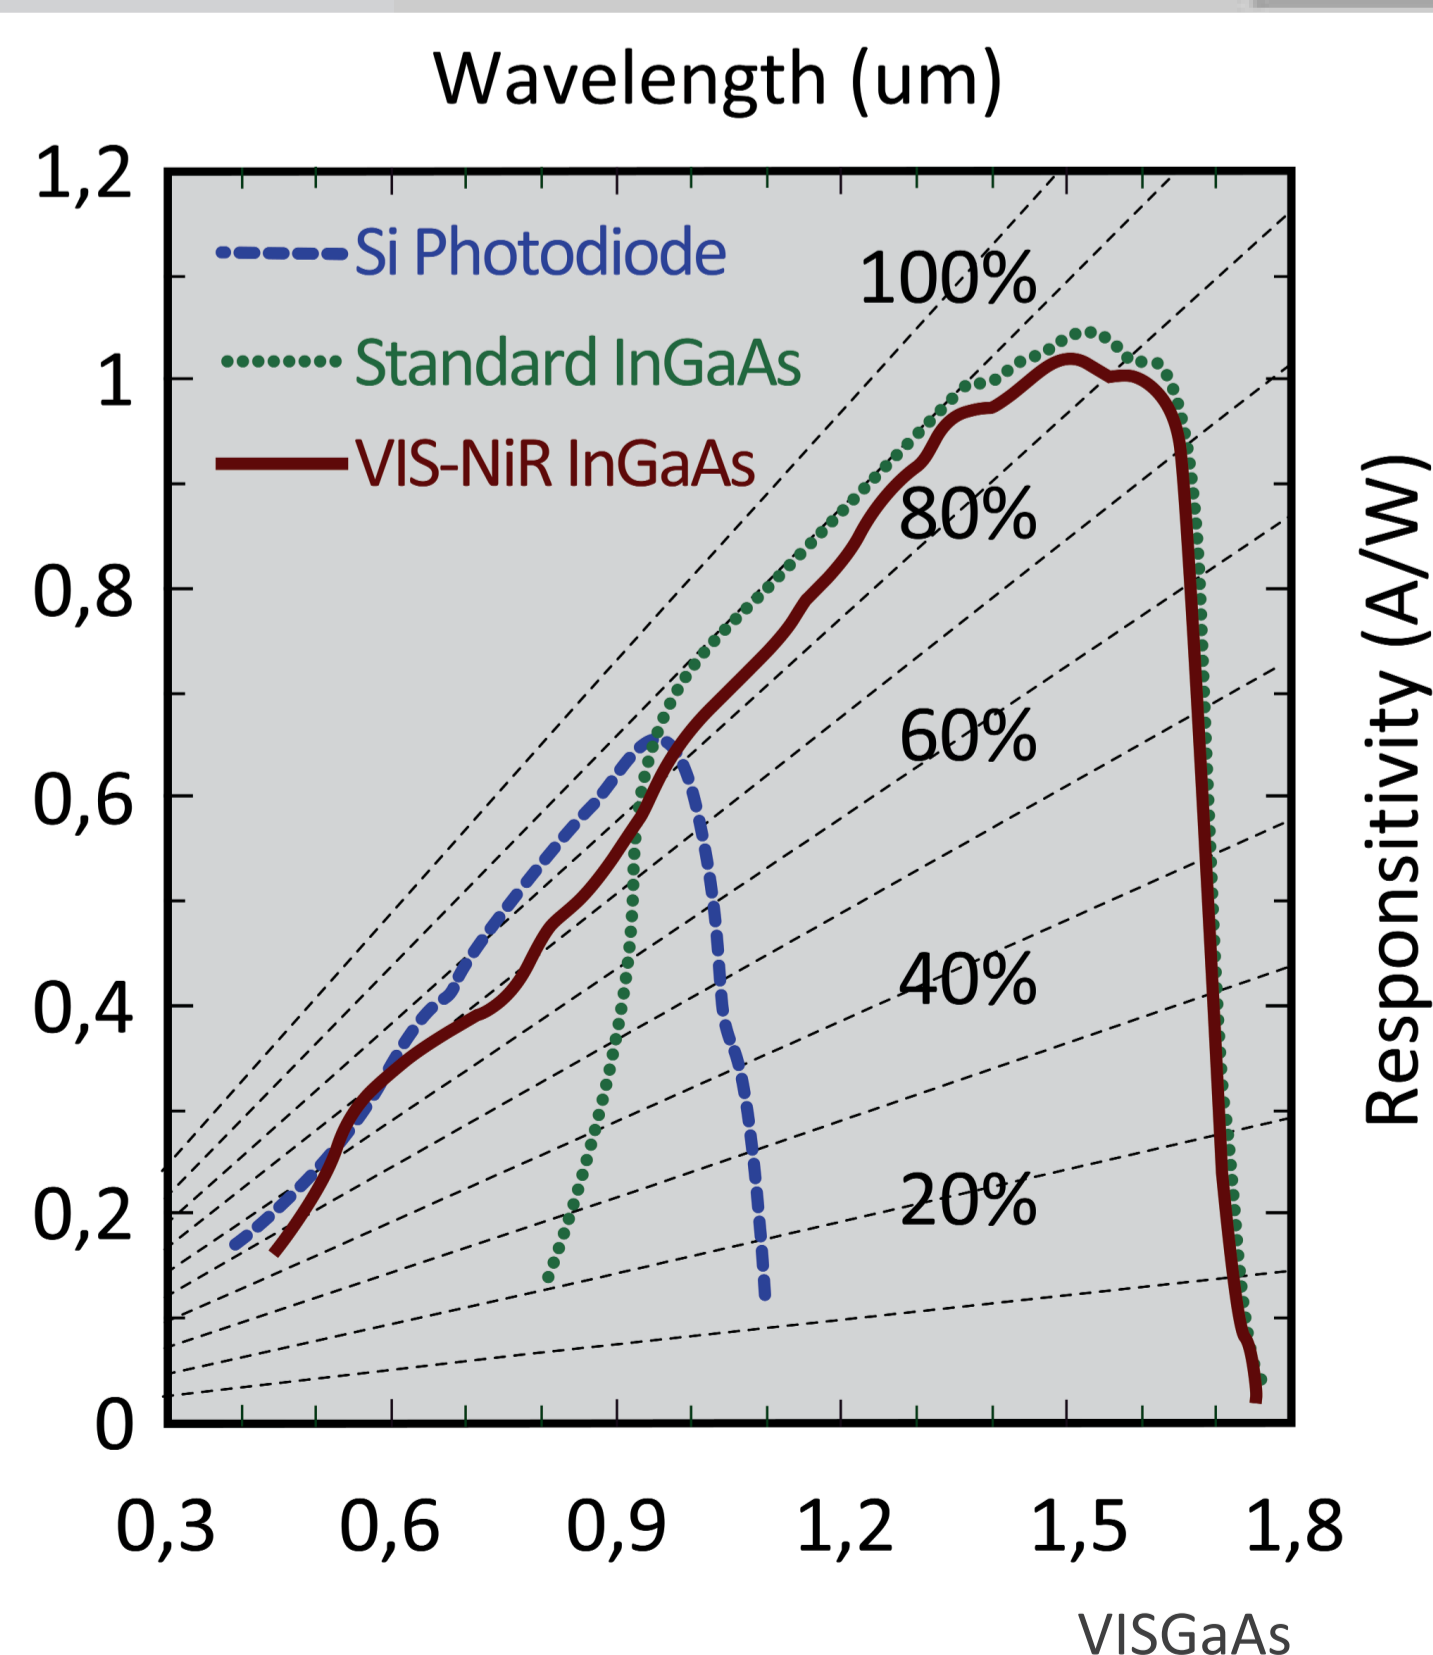 Wavelength (um)
1,2
1
0,8
0,6
0,4
0,2
0
Si Photodiode
Standard InGaAs
VIS-NiR InGaAs
100%
80%
60%
40%
20%
Responsitivity (A/W)
0,3 0,6 0,9 1,2 1,5 1,8
VISGaAs